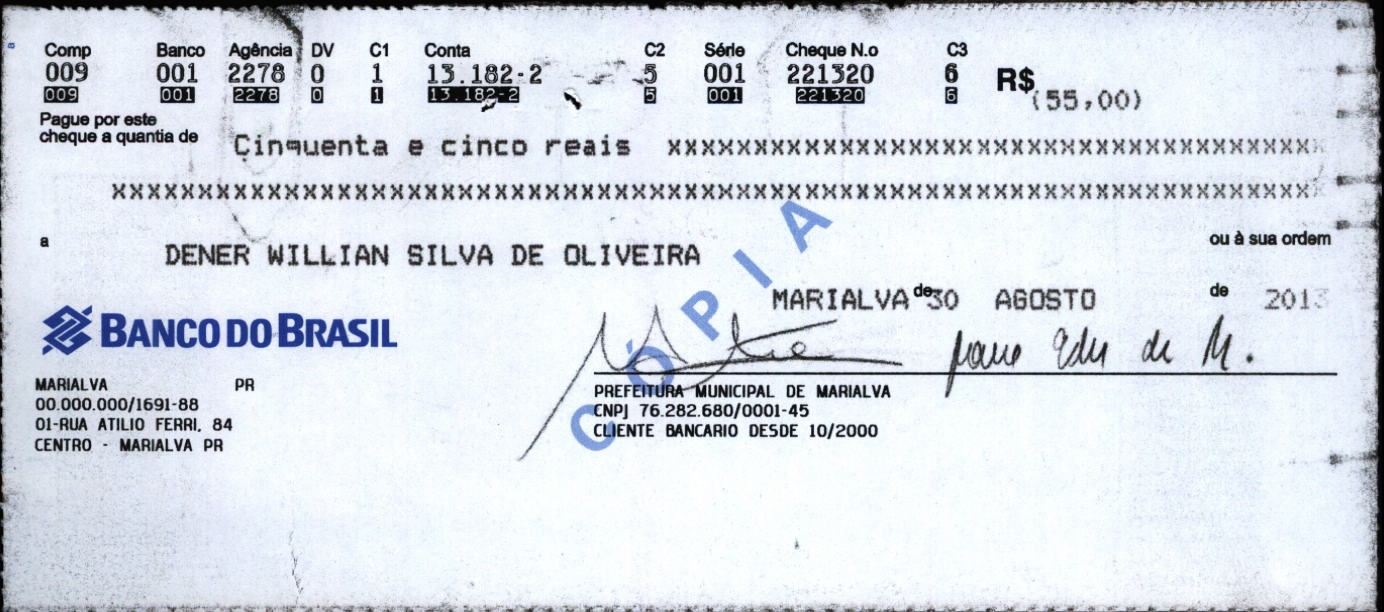 Comp Banco Agência DV C1 Conta C2 Série Cheque N.o C3
009 001 2278 0 1 13.182-2 5 001 221320 6 R$
009 001 2278 0 1 13.182-2 5 001 221320 6 (55,00)
Pague por este
cheque a quantia de Cinquenta e cinco reais xxxxxxxxxxxxxxxxxxxxxxxxxxxxxxxxxxxxxxxxxxxxxx
xxxxxxxxxxxxxxxxxxxxxxxxxxxxxxxxxxxxxxxxxxxxxxxxxxxxxxxxxxxxxxxxxxxxxxxxxxxxxxxxxxxx
a DENER WILLIAN SILVA DE OLIVEIRA ou à sua ordem
MARIALVA de 30 AGOSTO de 2013
BANCO DO BRASIL
MARIALVA PR
00.000.000/1691-88
01-RUA ATILIO FERRI, 84
CENTRO - MARIALVA PR
PREFEITURA MUNICIPAL DE MARIALVA
CNPJ 76.282.680/0001-45
CLIENTE BANCARIO DESDE 10/2000
CÓPIA